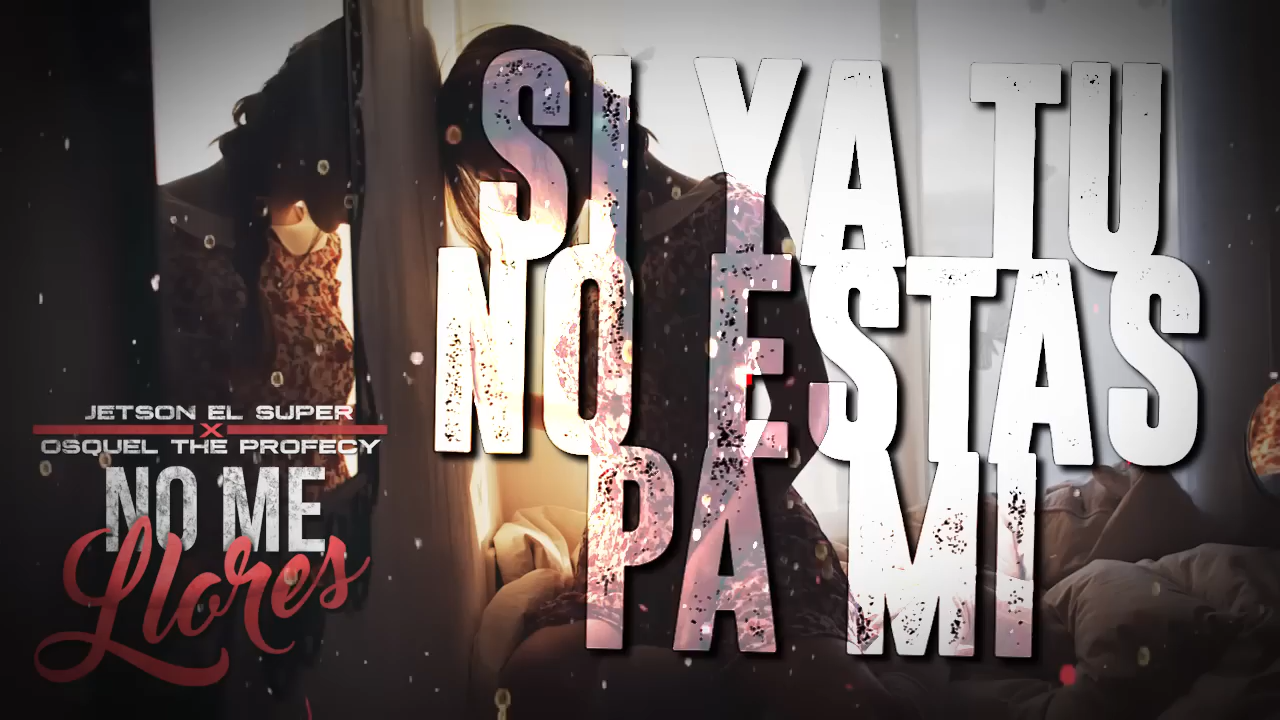 SI YA TU
NO ESTAS
PA MI
JETSON EL SUPER
X
OSQUEL THE PROFECY
NO ME
Llores